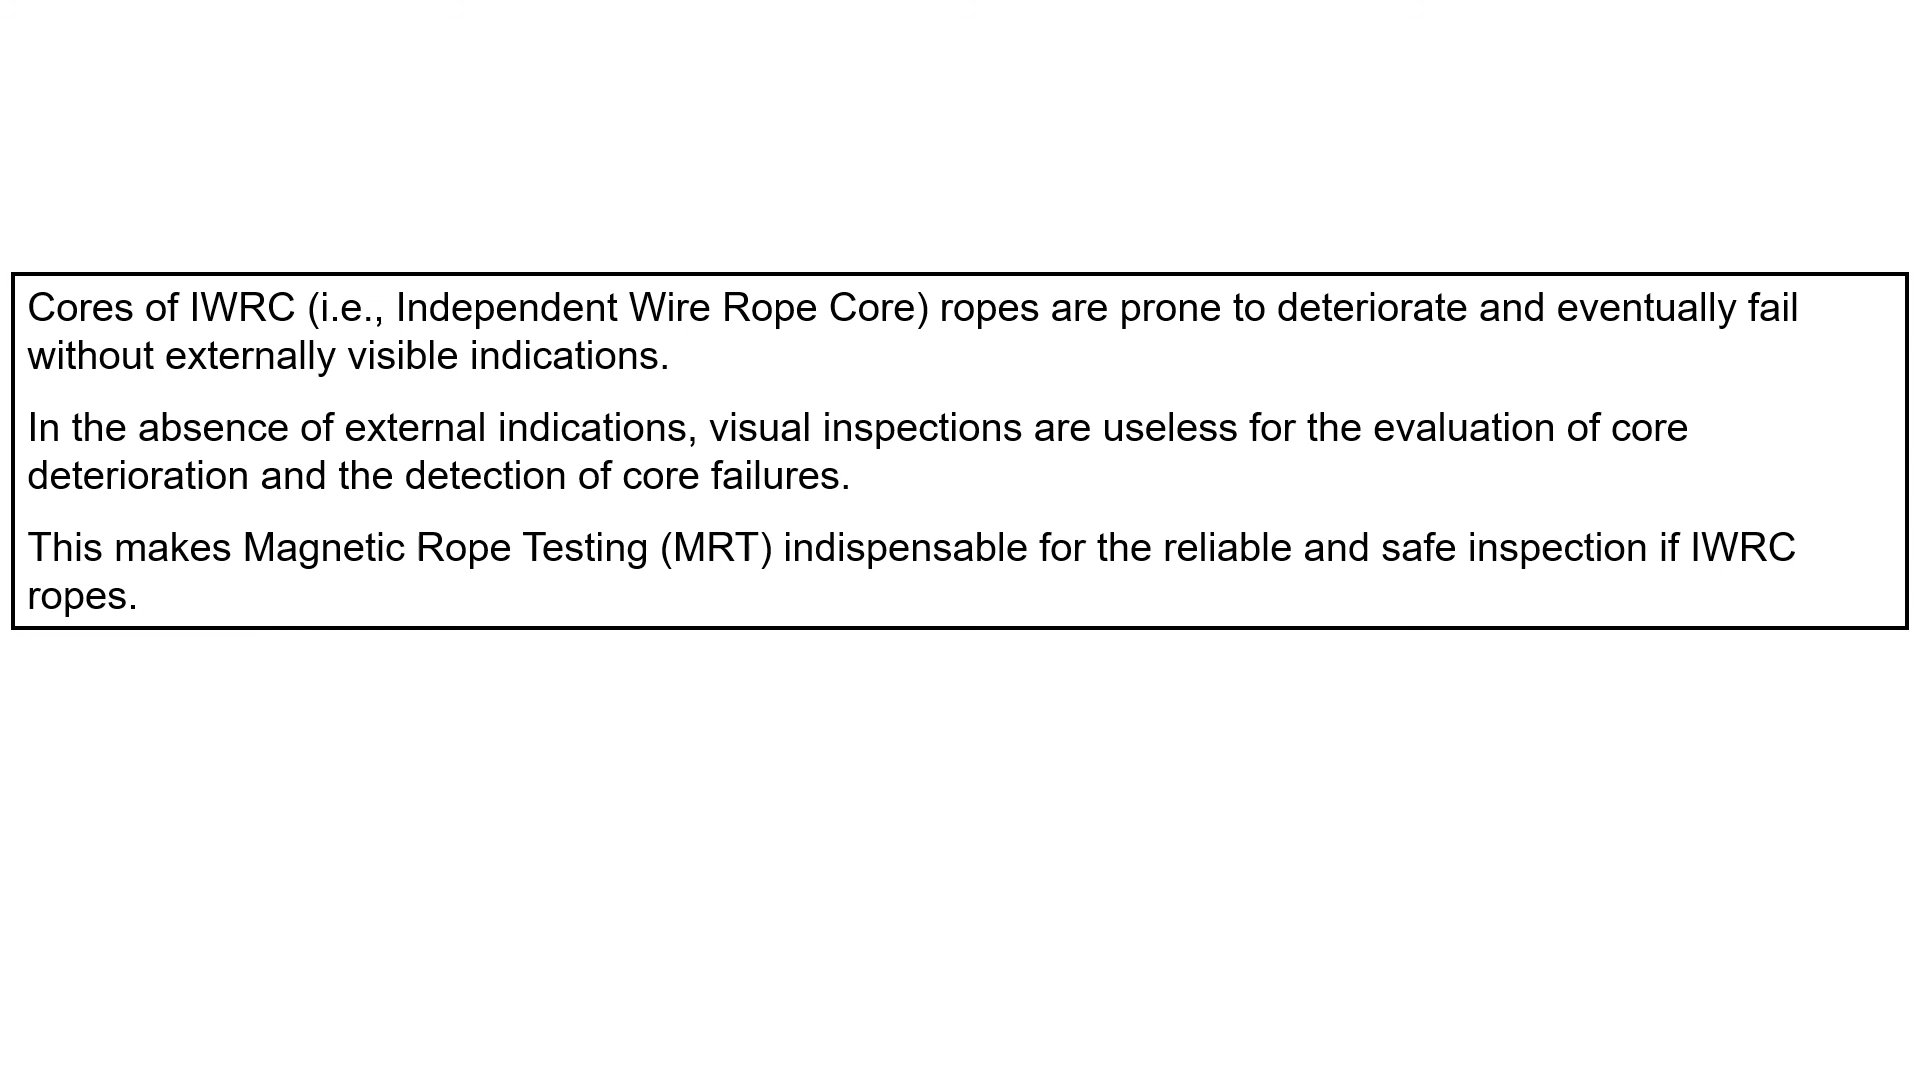 Cores of IWRC (i.e., Independent Wire Rope Core) ropes are prone to deteriorate and eventually fail
without externally visible indications.
In the absence of external indications, visual inspections are useless for the evaluation of core
deterioration and the detection of core failures.
This makes Magnetic Rope Testing (MRT) indispensable for the reliable and safe inspection if IWRC
ropes.